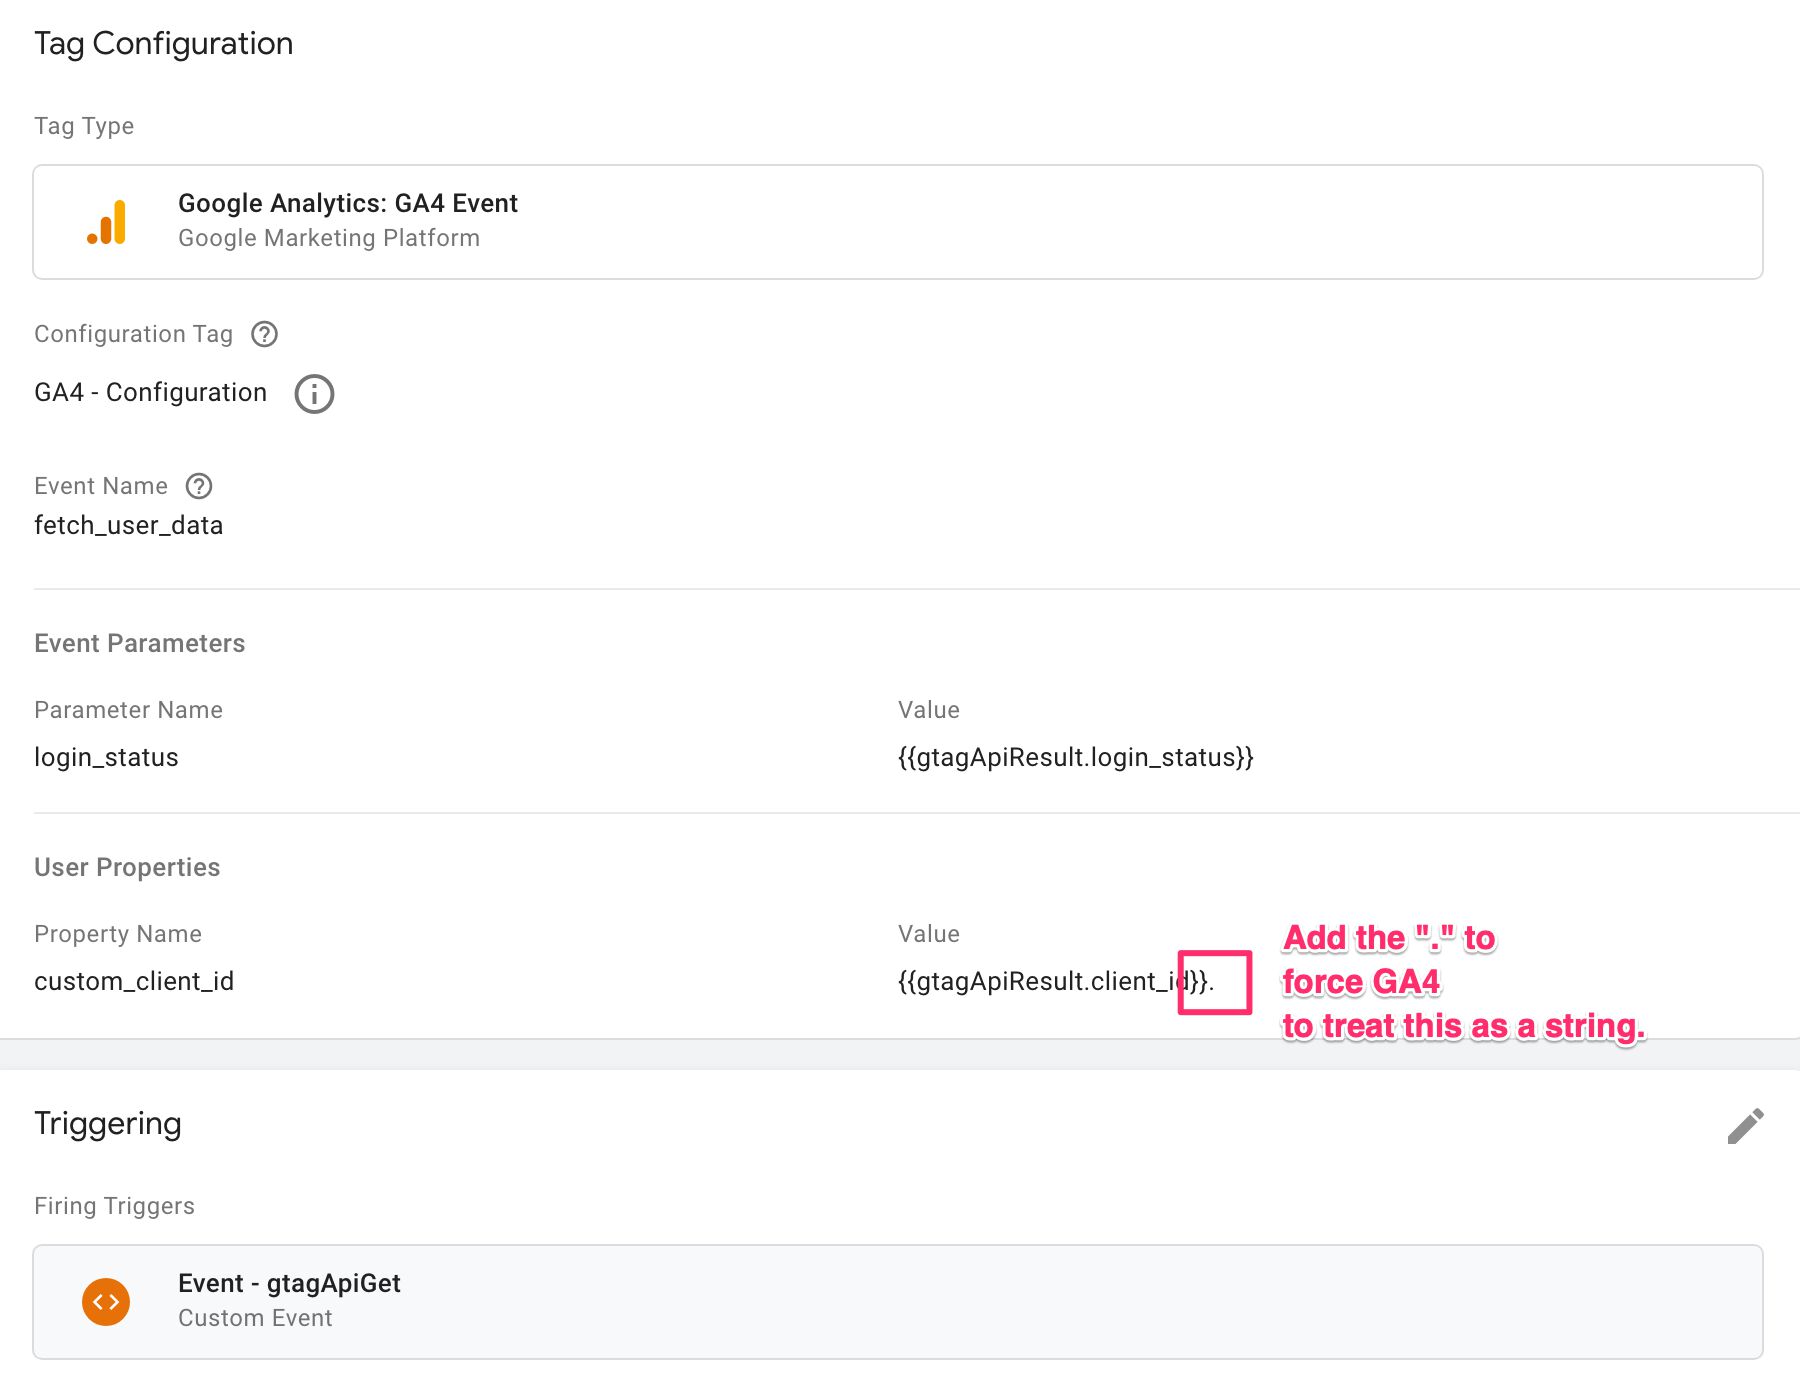 Tag Configuration
Tag Type
Google Analytics: GA4 Event
Google Marketing Platform
Configuration Tag
GA4 - Configuration
Event Name
fetch_user_data
Event Parameters
Parameter Name Value
login_status {{gtagApiResult.login_status}}
User Properties
Property Name Value
custom_client_id {{gtagApiResult.client_id}}.
Add the "." to
force GA4
to treat this as a string.
Triggering
Firing Triggers
Event - gtagApiGet
Custom Event